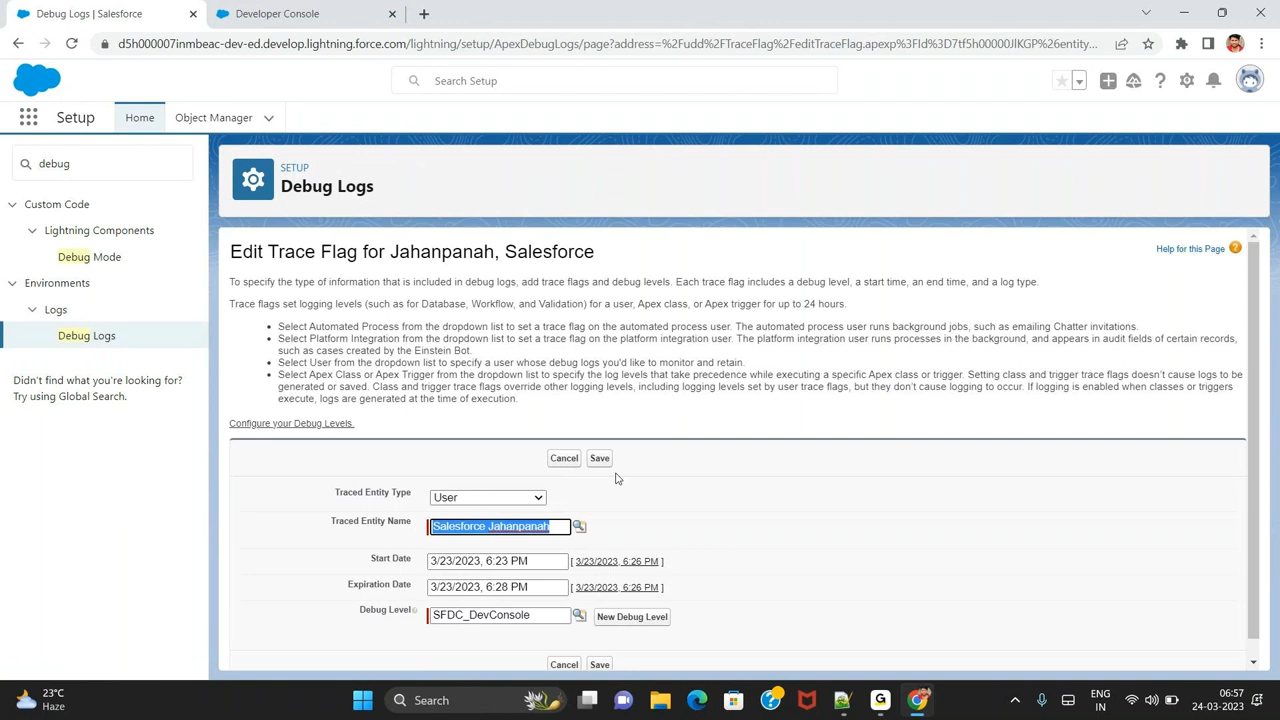 Debug Logs | Salesforce
Developer Console
d5h000007inmbeac-dev-ed.develop.lightning.force.com/lightning/setup/ApexDebugLogs/page?address=%2Fudd%2FTraceFlag%2FeditTraceFlag.apexp%3FId%3D7tf5h00000JlKGP%26entity...
Search Setup
Setup
Home
Object Manager
debug
Custom Code
Lightning Components
Debug Mode
Environments
Logs
Debug Logs
Didn't find what you're looking for?
Try using Global Search.
SETUP
Debug Logs
Edit Trace Flag for Jahanpanah, Salesforce
Help for this Page
To specify the type of information that is included in debug logs, add trace flags and debug levels. Each trace flag includes a debug level, a start time, an end time, and a log type.
Trace flags set logging levels (such as for Database, Workflow, and Validation) for a user, Apex class, or Apex trigger for up to 24 hours.
• Select Automated Process from the dropdown list to set a trace flag on the automated process user. The automated process user runs background jobs, such as emailing Chatter invitations.
• Select Platform Integration from the dropdown list to set a trace flag on the platform integration user. The platform integration user runs processes in the background, and appears in audit fields of certain records,
such as cases created by the Einstein Bot.
• Select User from the dropdown list to specify a user whose debug logs you'd like to monitor and retain.
• Select Apex Class or Apex Trigger from the dropdown list to specify the log levels that take precedence while executing a specific Apex class or trigger. Setting class and trigger trace flags doesn't cause logs to be
generated or saved. Class and trigger trace flags override other logging levels, including logging levels set by user trace flags, but they don't cause logging to occur. If logging is enabled when classes or triggers
execute, logs are generated at the time of execution.
Configure your Debug Levels.
Cancel Save
Traced Entity Type User
Traced Entity Name Salesforce Jahanpanah
Start Date 3/23/2023, 6:23 PM [ 3/23/2023, 6:26 PM ]
Expiration Date 3/23/2023, 6:28 PM [ 3/23/2023, 6:26 PM ]
Debug Level SFDC_DevConsole New Debug Level
Cancel Save
23°C
Haze
Search
ENG
IN
06:57
24-03-2023